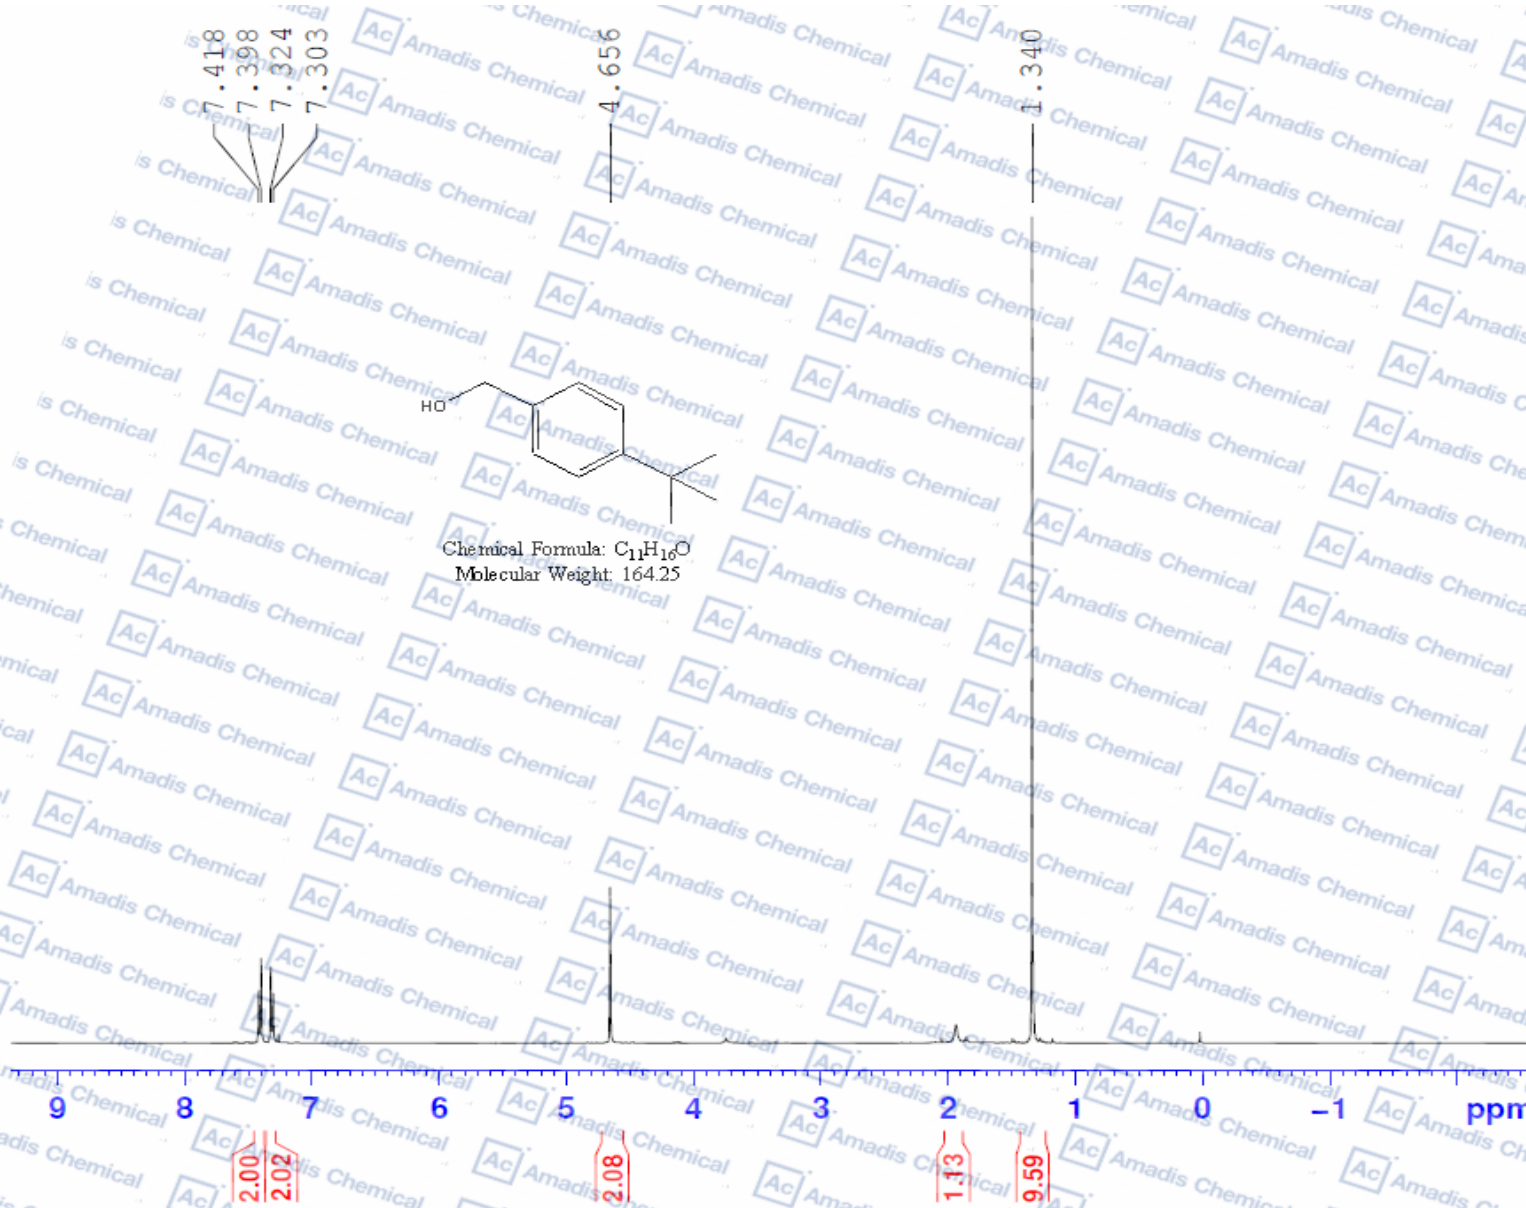 7.418
7.398
7.324
7.303
4.656
1.340
HO
Chemical Formula: C11H16O
Molecular Weight: 164.25
9 8 7 6 5 4 3 2 1 0 -1 ppm
2.00
2.02
2.08
1.13
9.59
Ac Amadis Chemical